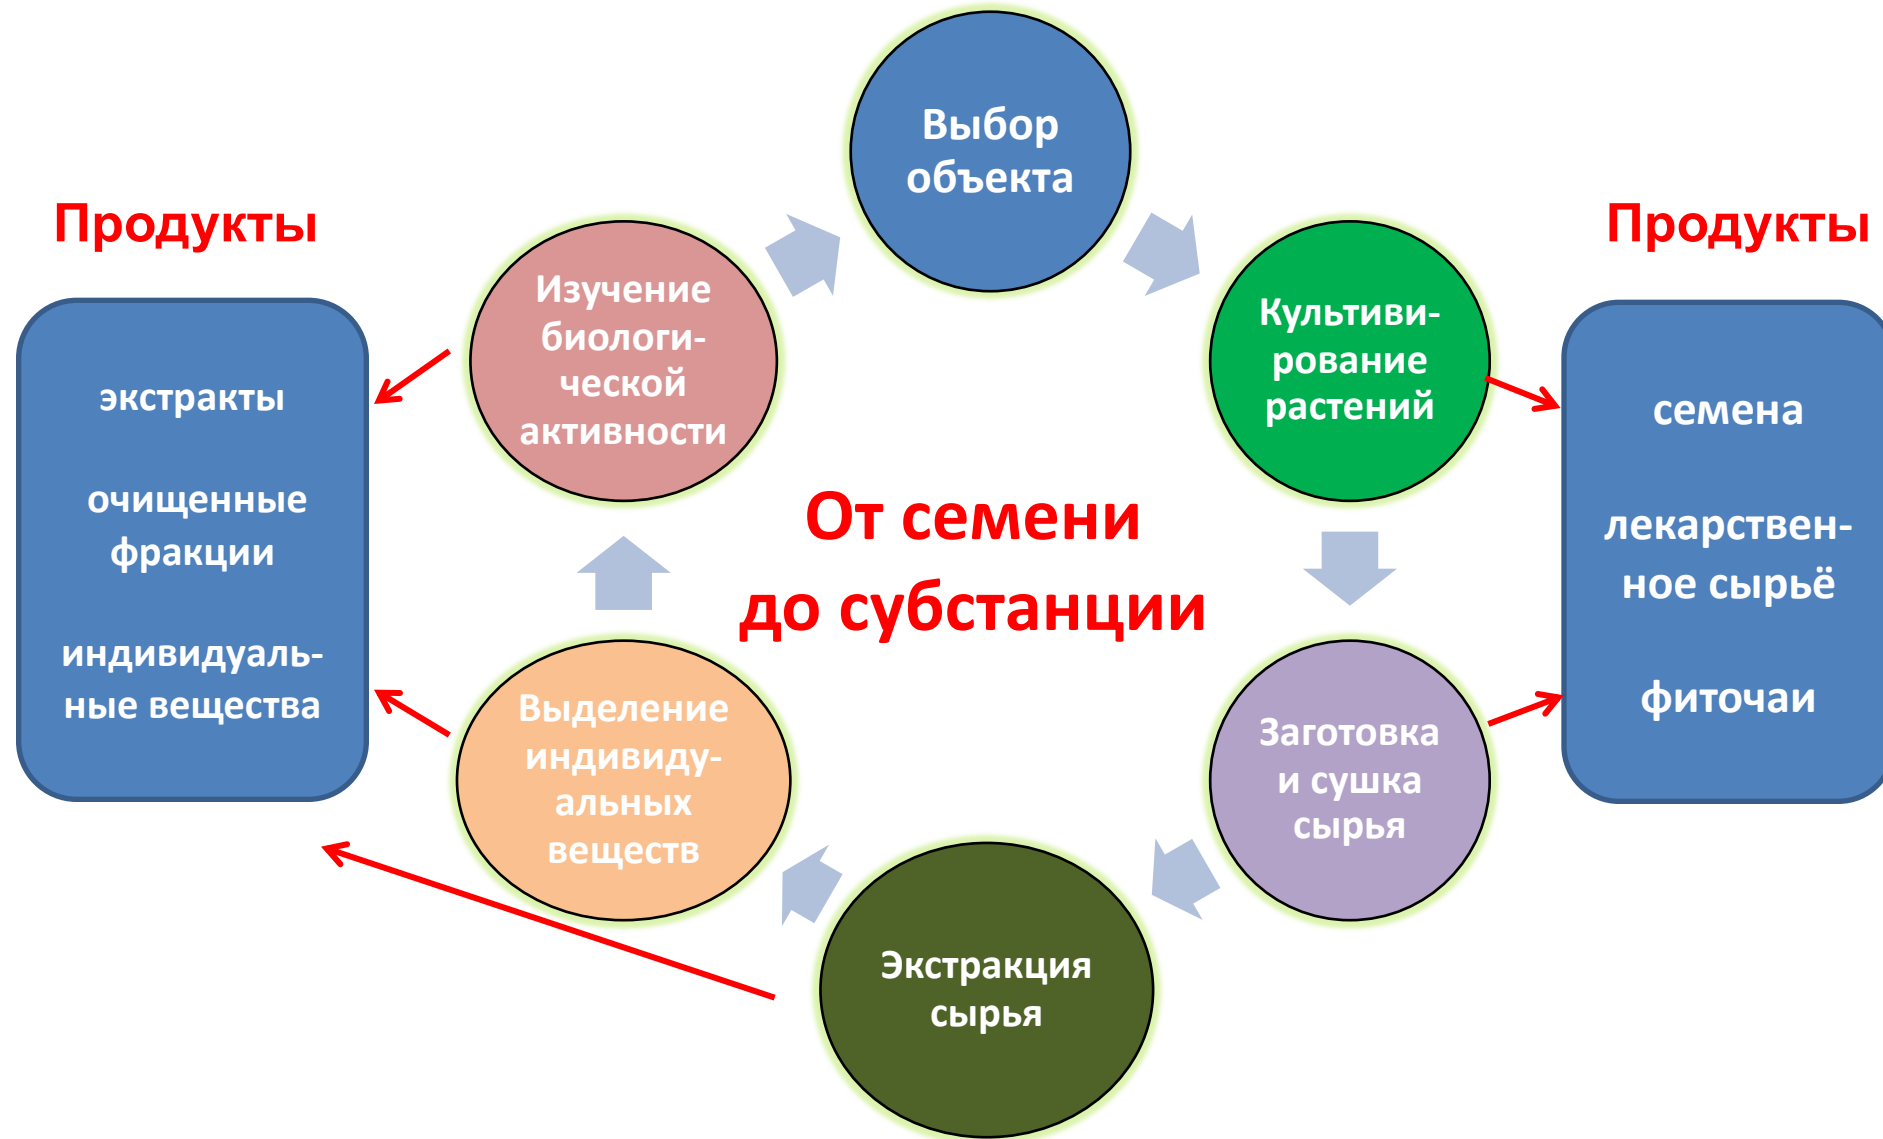 Выбор
объекта
Продукты
Продукты
Изучение
биологи-
ческой
активности
Культиви-
рование
растений
экстракты
очищенные
фракции
индивидуаль-
ные вещества
семена
лекарствен-
ное сырьё
фиточаи
От семени
до субстанции
Выделение
индивиду-
альных
веществ
Заготовка
и сушка
сырья
Экстракция
сырья